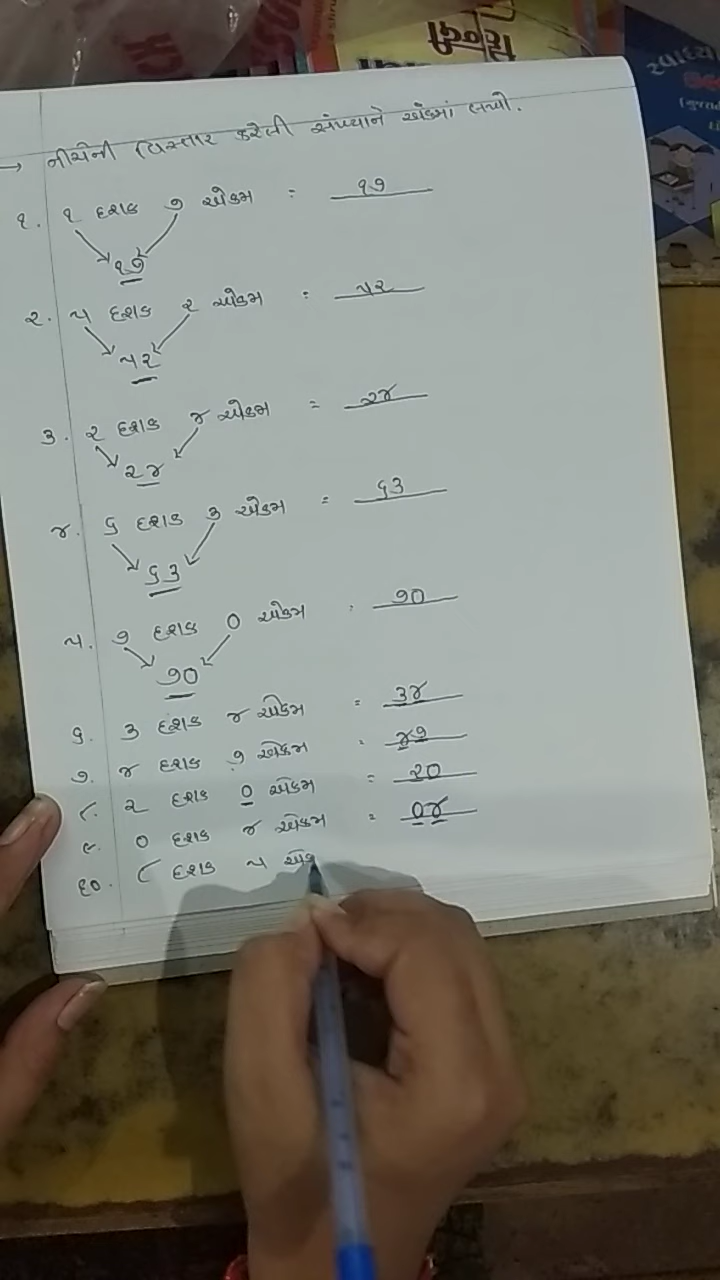 हिन्दी
સ્વાધ્યા
→ નીચેની વિસ્તાર કરેલી સંખ્યાને અંકમાં લખો.
૧. ૧ દશક ૭ એકમ = ૧૭
૧૭
૨. ૫ દશક ૨ એકમ = ૫૨
૫૨
૩. ૨ દશક ૪ એકમ = ૨૪
૨૪
૪. ૬ દશક ૩ એકમ = ૬૩
૬૩
૫. ૭ દશક ૦ એકમ = ૭૦
૭૦
૬. ૩ દશક ૪ એકમ = ૩૪
૭. ૪ દશક ૭ એકમ = ૪૭
૮. ૨ દશક ૦ એકમ = ૨૦
૯. ૦ દશક ૪ એકમ = ૦૪
૧૦. ૮ દશક ૫ એક